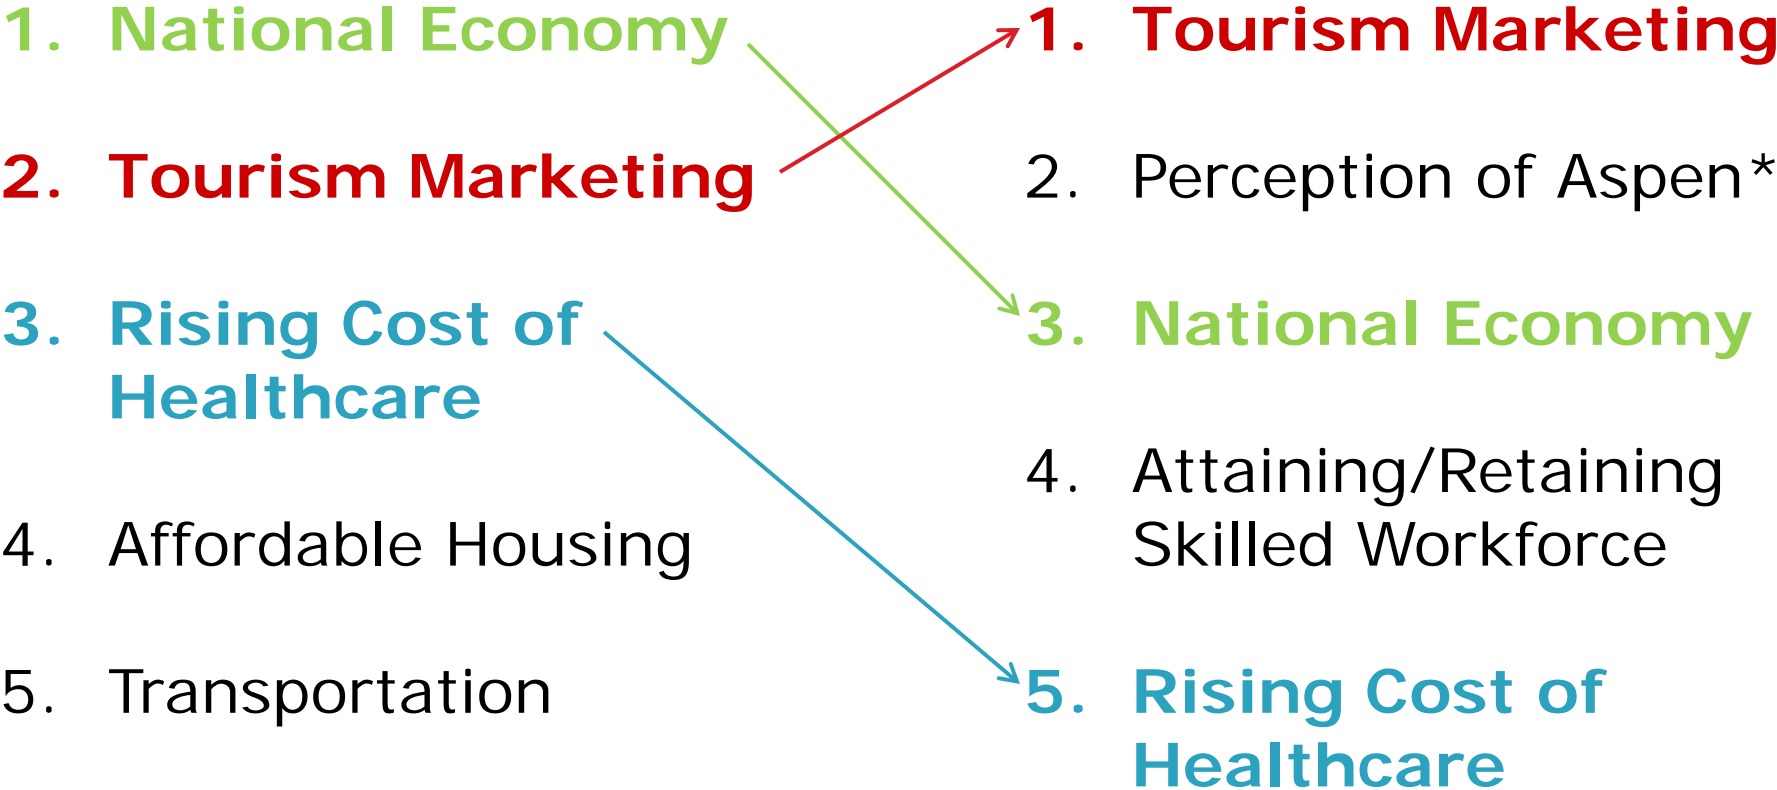 1. National Economy
2. Tourism Marketing
3. Rising Cost of
Healthcare
4. Affordable Housing
5. Transportation
1. Tourism Marketing
2. Perception of Aspen*
3. National Economy
4. Attaining/Retaining
Skilled Workforce
5. Rising Cost of
Healthcare